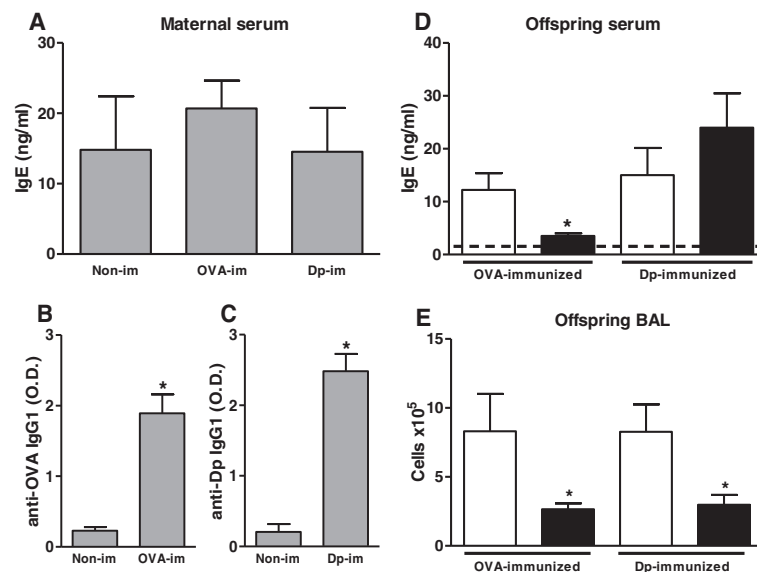 A
Maternal serum
IgE (ng/ml)
30
20
10
0
Non-im
OVA-im
Dp-im
D
Offspring serum
IgE (ng/ml)
40
30
20
10
0
*
OVA-immunized
Dp-immunized
B
anti-OVA IgG1 (O.D.)
3
2
1
0
*
Non-im
OVA-im
C
anti-Dp IgG1 (O.D.)
3
2
1
0
*
Non-im
Dp-im
E
Offspring BAL
Cells x10⁵
15
10
5
0
*
*
OVA-immunized
Dp-immunized